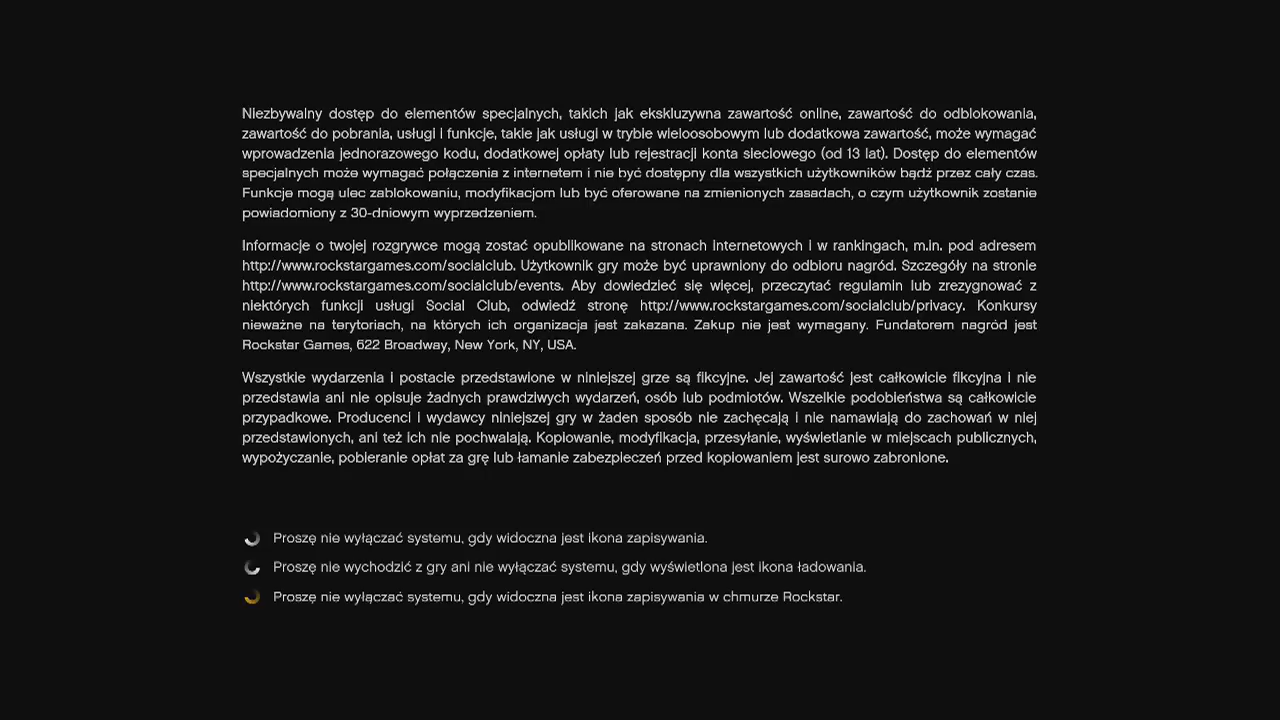 Niezbywalny dostęp do elementów specjalnych, takich jak ekskluzywna zawartość online, zawartość do odblokowania,
zawartość do pobrania, usługi i funkcje, takie jak usługi w trybie wieloosobowym lub dodatkowa zawartość, może wymagać
wprowadzenia jednorazowego kodu, dodatkowej opłaty lub rejestracji konta sieciowego (od 13 lat). Dostęp do elementów
specjalnych może wymagać połączenia z internetem i nie być dostępny dla wszystkich użytkowników bądź przez cały czas.
Funkcje mogą ulec zablokowaniu, modyfikacjom lub być oferowane na zmienionych zasadach, o czym użytkownik zostanie
powiadomiony z 30-dniowym wyprzedzeniem.
Informacje o twojej rozgrywce mogą zostać opublikowane na stronach internetowych i w rankingach, m.in. pod adresem
http://www.rockstargames.com/socialclub. Użytkownik gry może być uprawniony do odbioru nagród. Szczegóły na stronie
http://www.rockstargames.com/socialclub/events. Aby dowiedzieć się więcej, przeczytać regulamin lub zrezygnować z
niektórych funkcji usługi Social Club, odwiedź stronę http://www.rockstargames.com/socialclub/privacy. Konkursy
nieważne na terytoriach, na których ich organizacja jest zakazana. Zakup nie jest wymagany. Fundatorem nagród jest
Rockstar Games, 622 Broadway, New York, NY, USA.
Wszystkie wydarzenia i postacie przedstawione w niniejszej grze są fikcyjne. Jej zawartość jest całkowicie fikcyjna i nie
przedstawia ani nie opisuje żadnych prawdziwych wydarzeń, osób lub podmiotów. Wszelkie podobieństwa są całkowicie
przypadkowe. Producenci i wydawcy niniejszej gry w żaden sposób nie zachęcają i nie namawiają do zachowań w niej
przedstawionych, ani też ich nie pochwalają. Kopiowanie, modyfikacja, przesyłanie, wyświetlanie w miejscach publicznych,
wypożyczanie, pobieranie opłat za grę lub łamanie zabezpieczeń przed kopiowaniem jest surowo zabronione.
Proszę nie wyłączać systemu, gdy widoczna jest ikona zapisywania.
Proszę nie wychodzić z gry ani nie wyłączać systemu, gdy wyświetlona jest ikona ładowania.
Proszę nie wyłączać systemu, gdy widoczna jest ikona zapisywania w chmurze Rockstar.